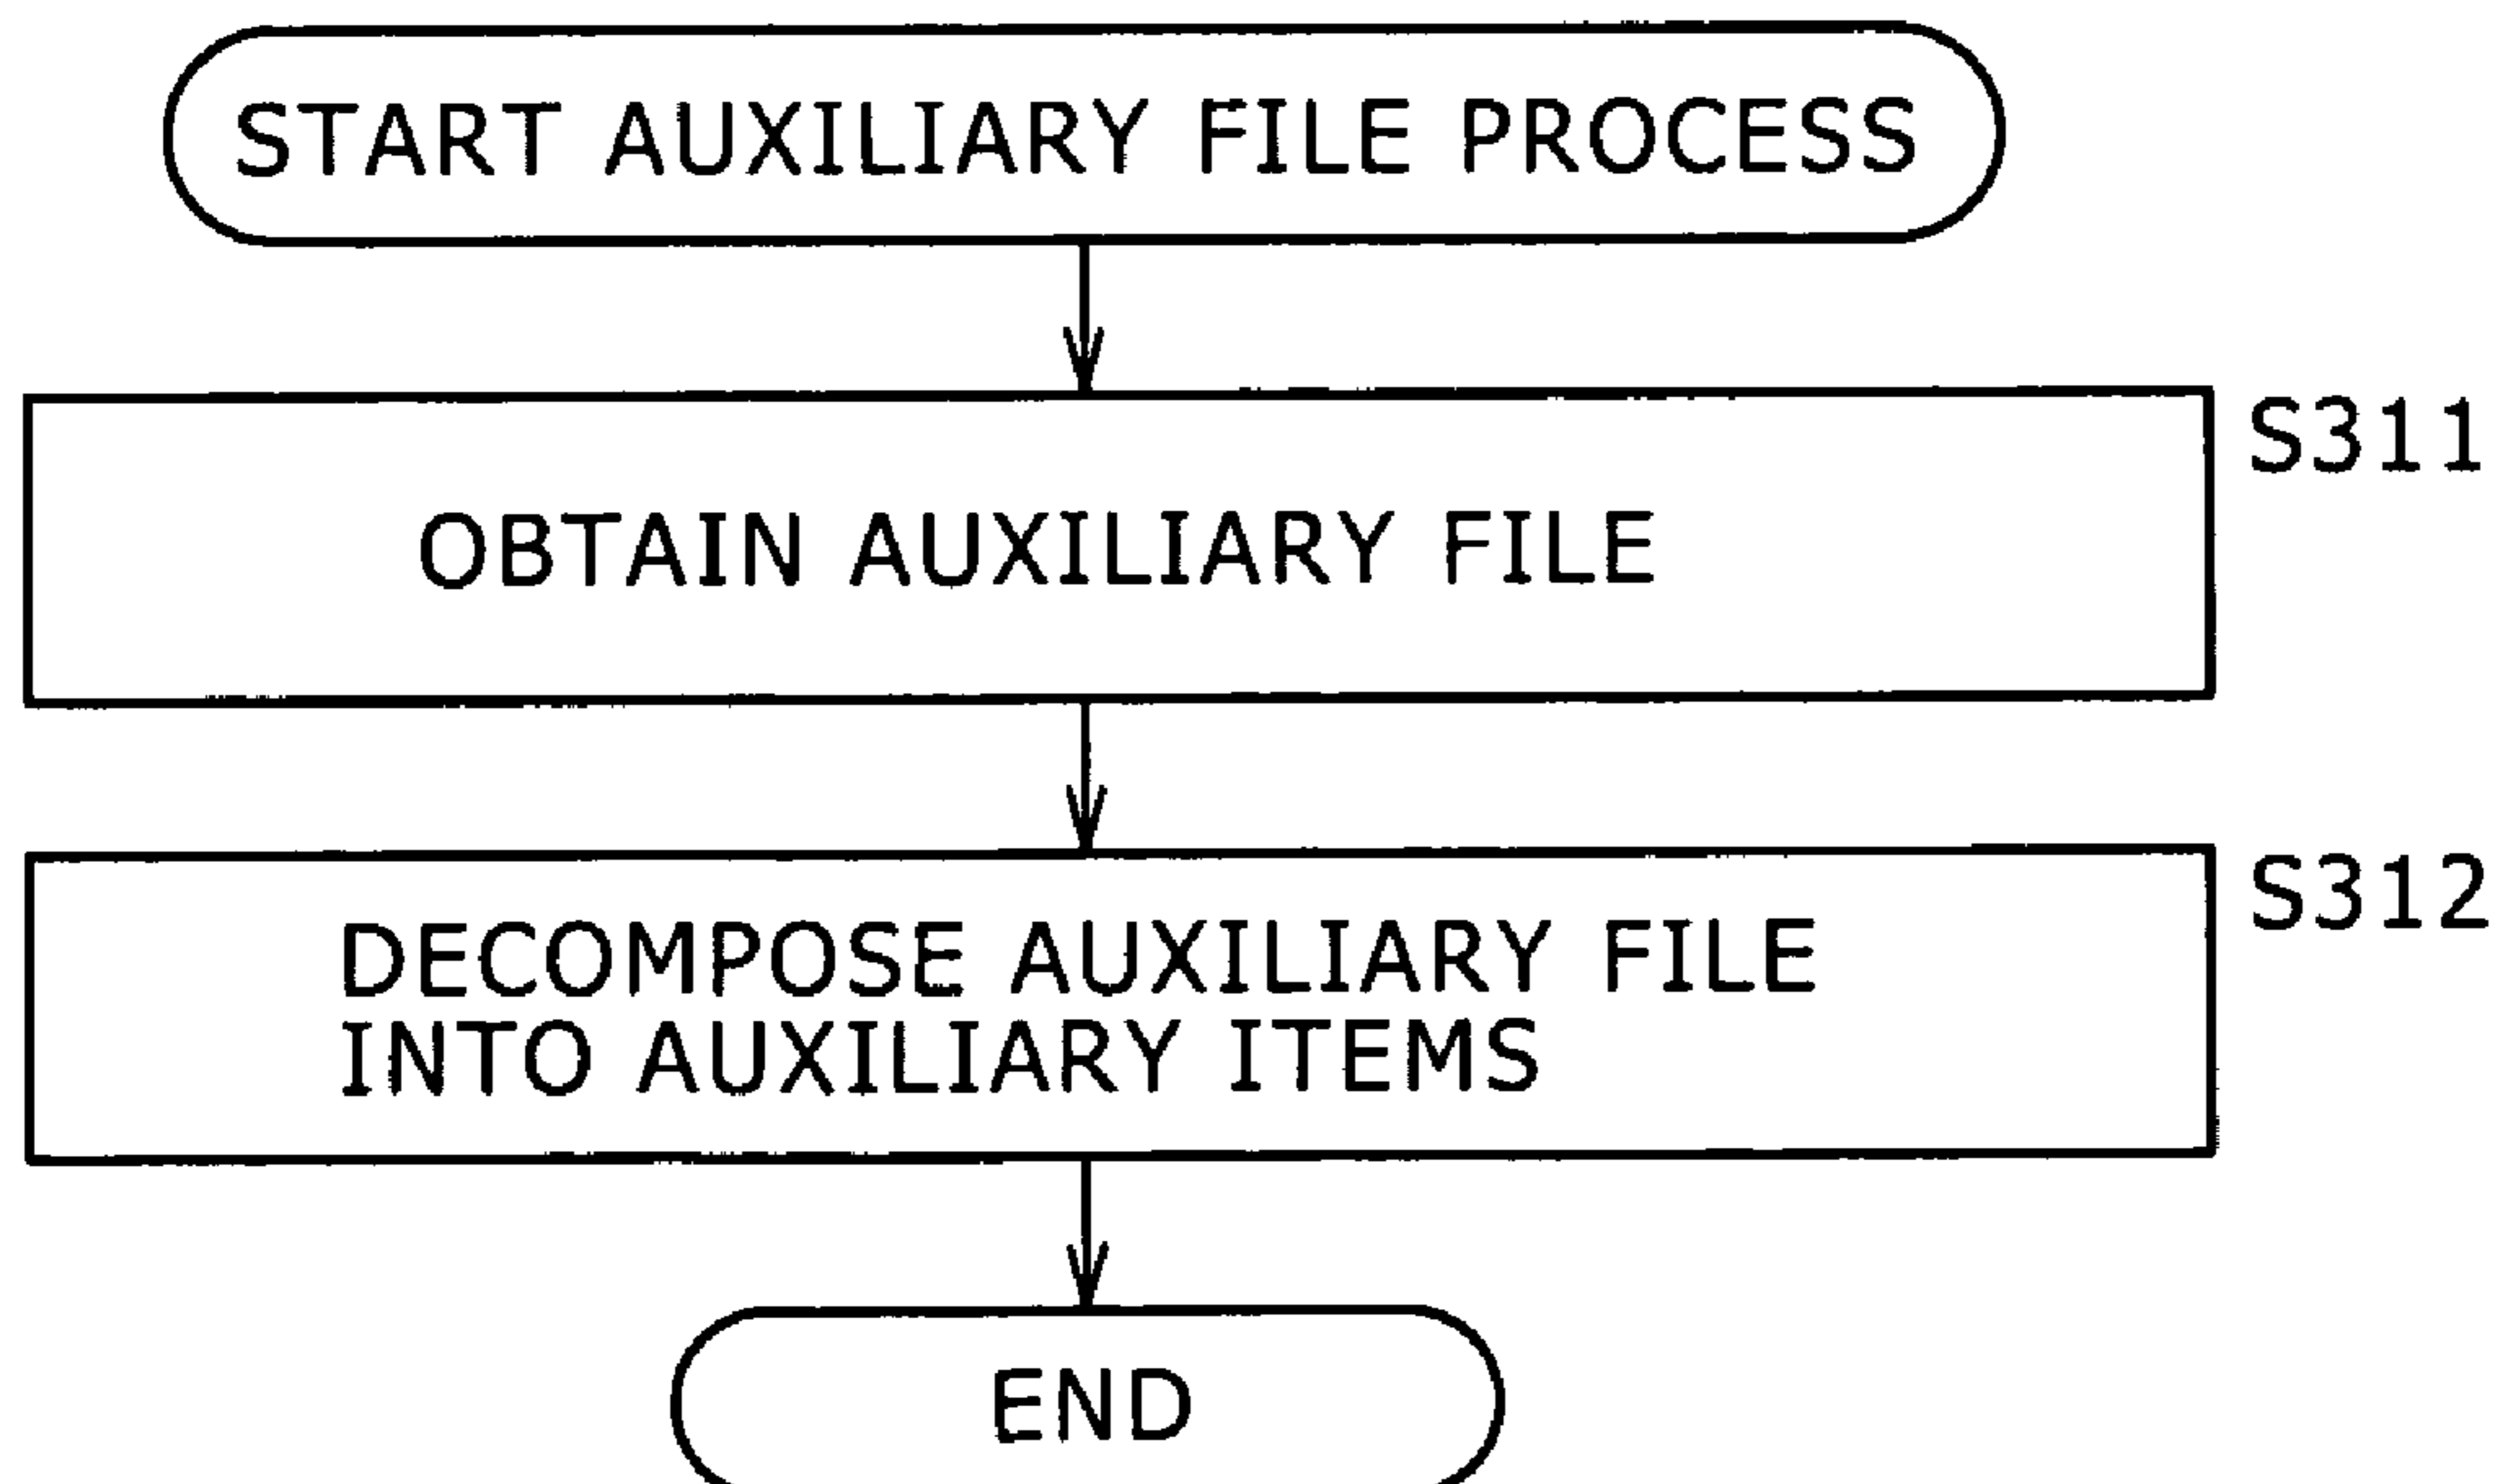 START AUXILIARY FILE PROCESS
S311
OBTAIN AUXILIARY FILE
S312
DECOMPOSE AUXILIARY FILE
INTO AUXILIARY ITEMS
END